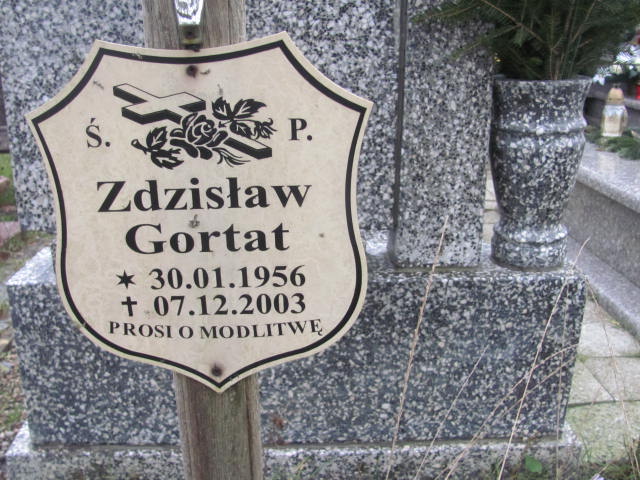 Ś. P.
Zdzisław
Gortat
✶ 30.01.1956
✝ 07.12.2003
PROSI O MODLITWĘ